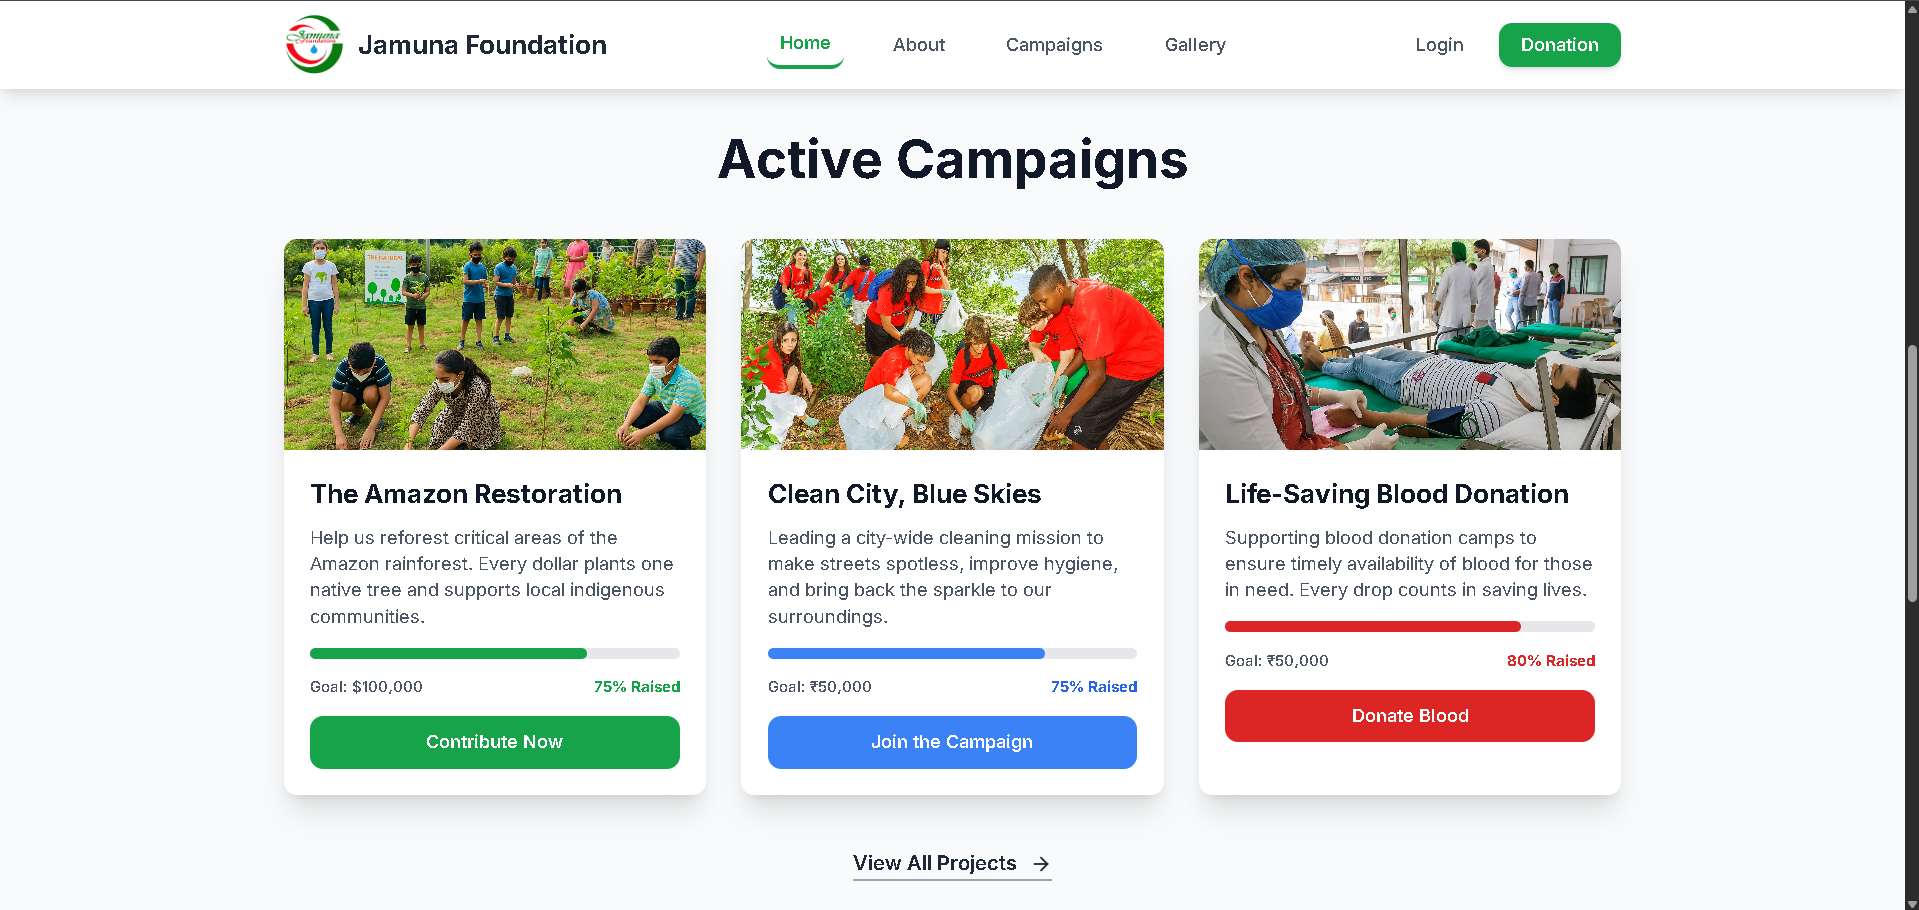 Jamuna Foundation
Jamuna Foundation
Home
About
Campaigns
Gallery
Login
Donation
Active Campaigns
THE NATURAL
The Amazon Restoration
Help us reforest critical areas of the
Amazon rainforest. Every dollar plants one
native tree and supports local indigenous
communities.
Goal: $100,000
75% Raised
Contribute Now
Clean City, Blue Skies
Leading a city-wide cleaning mission to
make streets spotless, improve hygiene,
and bring back the sparkle to our
surroundings.
Goal: ₹50,000
75% Raised
Join the Campaign
Life-Saving Blood Donation
Supporting blood donation camps to
ensure timely availability of blood for those
in need. Every drop counts in saving lives.
Goal: ₹50,000
80% Raised
Donate Blood
View All Projects